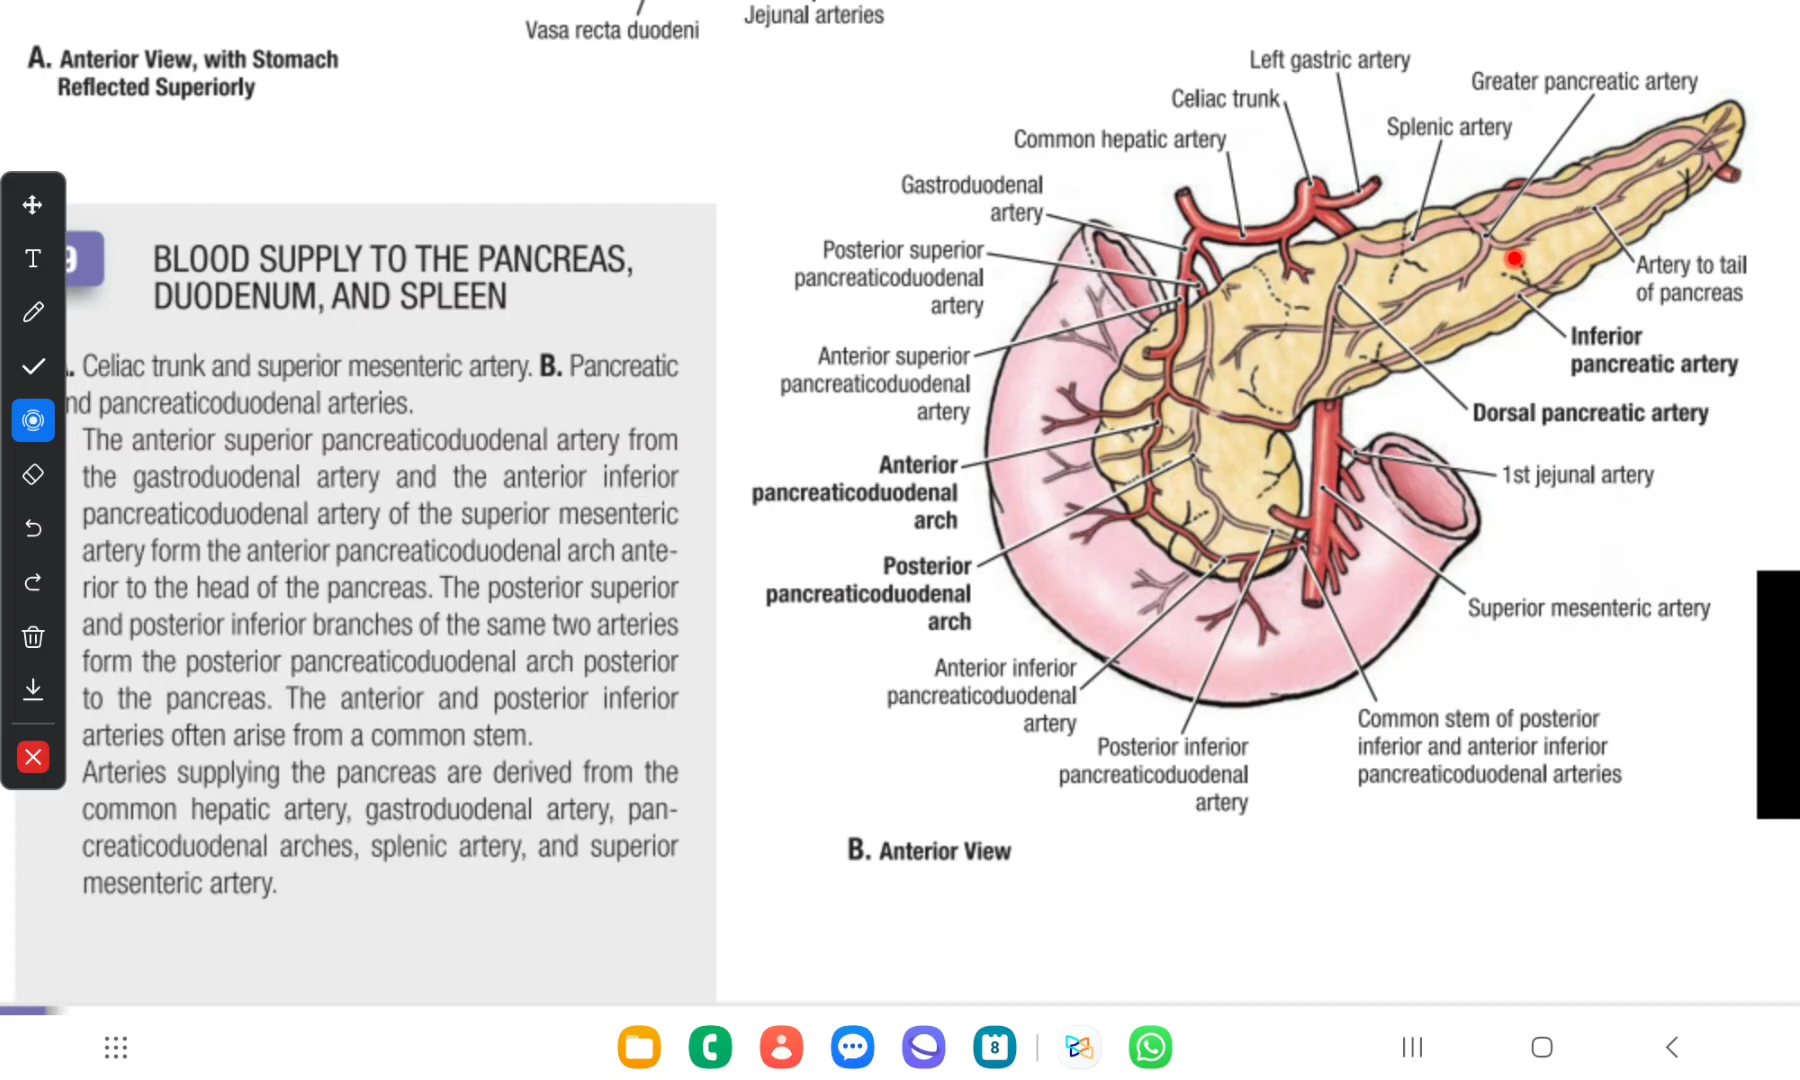 Vasa recta duodeni
Jejunal arteries
A. Anterior View, with Stomach
Reflected Superiorly
Left gastric artery
Greater pancreatic artery
Celiac trunk
Splenic artery
Common hepatic artery
Gastroduodenal
artery
Posterior superior
pancreaticoduodenal
artery
Anterior superior
pancreaticoduodenal
artery
Anterior
pancreaticoduodenal
arch
Posterior
pancreaticoduodenal
arch
Anterior inferior
pancreaticoduodenal
artery
Posterior inferior
pancreaticoduodenal
artery
Artery to tail
of pancreas
Inferior
pancreatic artery
Dorsal pancreatic artery
1st jejunal artery
Superior mesenteric artery
Common stem of posterior
inferior and anterior inferior
pancreaticoduodenal arteries
B. Anterior View
9
BLOOD SUPPLY TO THE PANCREAS,
DUODENUM, AND SPLEEN
. Celiac trunk and superior mesenteric artery. B. Pancreatic
nd pancreaticoduodenal arteries.
The anterior superior pancreaticoduodenal artery from
the gastroduodenal artery and the anterior inferior
pancreaticoduodenal artery of the superior mesenteric
artery form the anterior pancreaticoduodenal arch ante-
rior to the head of the pancreas. The posterior superior
and posterior inferior branches of the same two arteries
form the posterior pancreaticoduodenal arch posterior
to the pancreas. The anterior and posterior inferior
arteries often arise from a common stem.
Arteries supplying the pancreas are derived from the
common hepatic artery, gastroduodenal artery, pan-
creaticoduodenal arches, splenic artery, and superior
mesenteric artery.
T
8